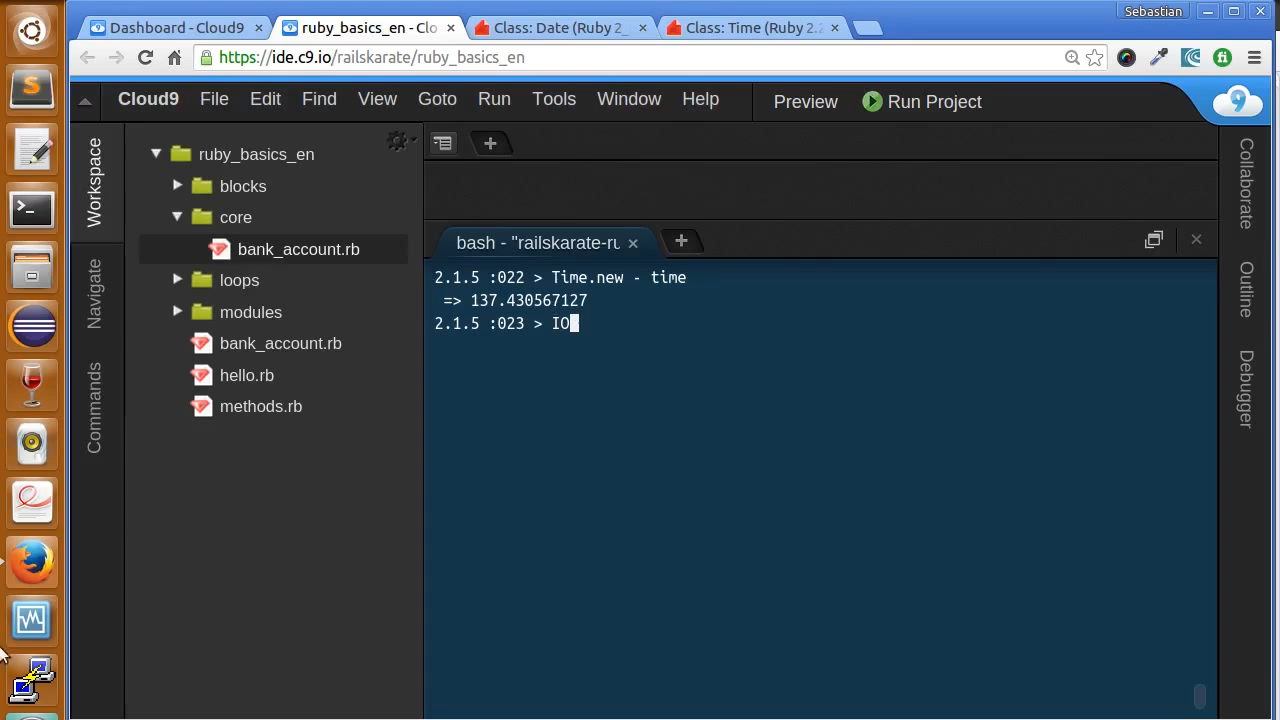 Sebastian
Dashboard - Cloud9
ruby_basics_en - Clo
Class: Date (Ruby 2_
Class: Time (Ruby 2.2
https://ide.c9.io/railskarate/ruby_basics_en
Cloud9 File Edit Find View Goto Run Tools Window Help Preview Run Project
Workspace
Navigate
Commands
ruby_basics_en
blocks
core
bank_account.rb
loops
modules
bank_account.rb
hello.rb
methods.rb
bash - "railskarate-ru
2.1.5 :022 > Time.new - time
=> 137.430567127
2.1.5 :023 > IO
Collaborate
Outline
Debugger